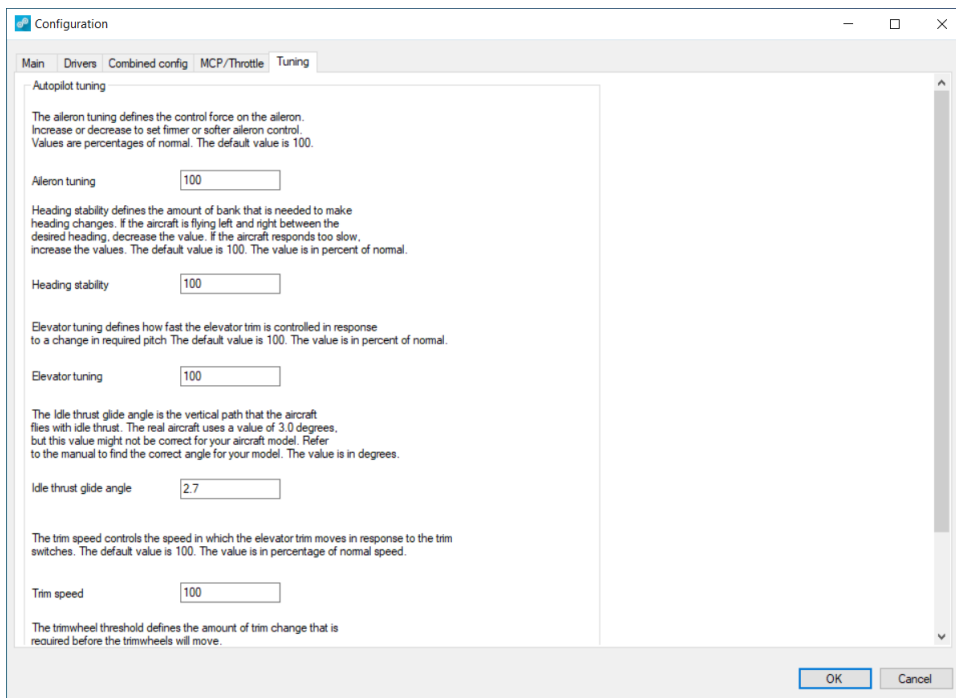 Configuration
Main Drivers Combined config MCP/Throttle Tuning
Autopilot tuning
The aileron tuning defines the control force on the aileron.
Increase or decrease to set firmer or softer aileron control.
Values are percentages of normal. The default value is 100.
Aileron tuning 100
Heading stability defines the amount of bank that is needed to make
heading changes. If the aircraft is flying left and right between the
desired heading, decrease the value. If the aircraft responds too slow,
increase the values. The default value is 100. The value is in percent of normal.
Heading stability 100
Elevator tuning defines how fast the elevator trim is controlled in response
to a change in required pitch The default value is 100. The value is in percent of normal.
Elevator tuning 100
The Idle thrust glide angle is the vertical path that the aircraft
flies with idle thrust. The real aircraft uses a value of 3.0 degrees,
but this value might not be correct for your aircraft model. Refer
to the manual to find the correct angle for your model. The value is in degrees.
Idle thrust glide angle 2.7
The trim speed controls the speed in which the elevator trim moves in response to the trim
switches. The default value is 100. The value is in percentage of normal speed.
Trim speed 100
The trimwheel threshold defines the amount of trim change that is
required before the trimwheels will move.
OK Cancel